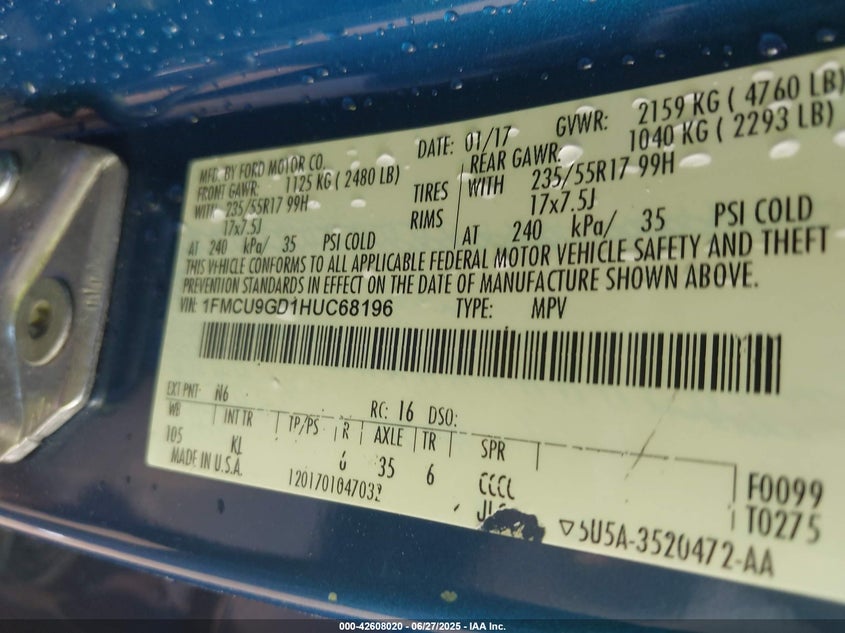 MFD. BY FORD MOTOR CO.
DATE: 01/17
GVWR: 2159 KG ( 4760 LB)
FRONT GAWR: 1125 KG ( 2480 LB)
REAR GAWR: 1040 KG ( 2293 LB)
WITH 235/55R17 99H TIRES WITH 235/55R17 99H
17x7.5J RIMS 17x7.5J
AT 240 kPa/ 35 PSI COLD AT 240 kPa/ 35 PSI COLD
THIS VEHICLE CONFORMS TO ALL APPLICABLE FEDERAL MOTOR VEHICLE SAFETY AND THEFT
PREVENTION STANDARDS IN EFFECT ON THE DATE OF MANUFACTURE SHOWN ABOVE.
VIN: 1FMCU9GD1HUC68196 TYPE: MPV
EXT PNT: N6 RC: 16 DSO:
WB INT TR TP/PS R AXLE TR SPR
105 KL 6 35 6 CCCC
MADE IN U.S.A.
F0099
T0275
1201701047032
5U5A-3520472-AA
000-42608020 | 06/27/2025 | IAA Inc.